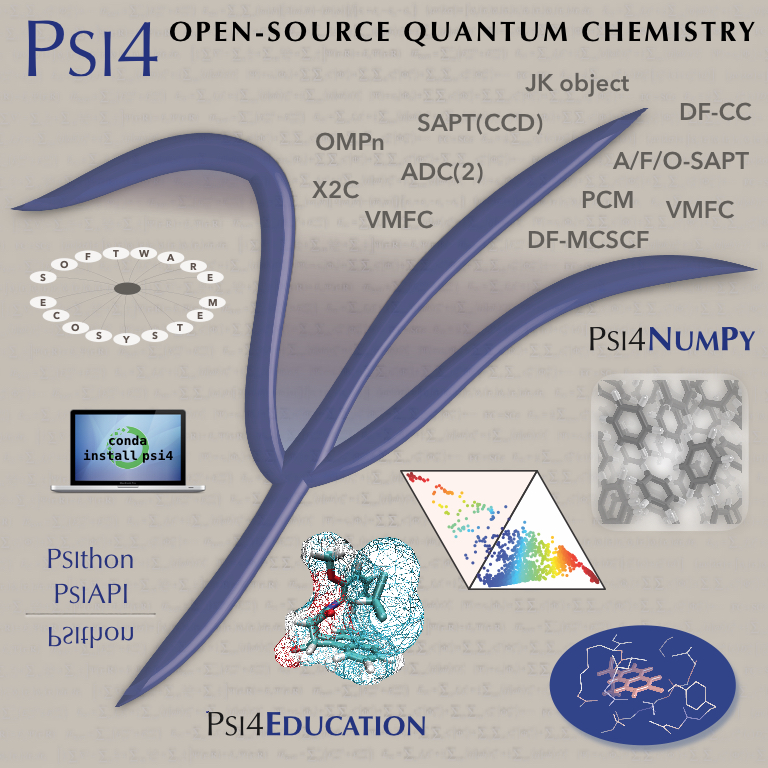 PSI4 OPEN-SOURCE QUANTUM CHEMISTRY
JK object
DF-CC
SAPT(CCD)
OMPn
A/F/O-SAPT
ADC(2)
X2C
PCM
VMFC
VMFC
DF-MCSCF
SOFTWARE
ECOSYSTEM
PSI4NUMPY
conda
install psi4
PSIthon
PSIAPI
PSIthon
PSI4EDUCATION